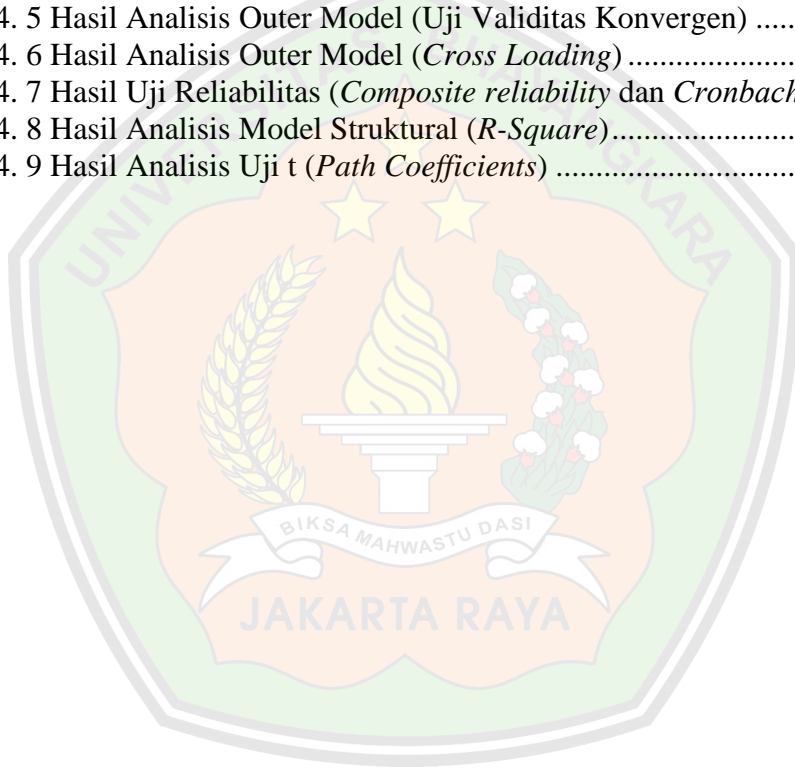 4. 5 Hasil Analisis Outer Model (Uji Validitas Konvergen) .....
4. 6 Hasil Analisis Outer Model (Cross Loading) .....................
4. 7 Hasil Uji Reliabilitas (Composite reliability dan Cronbach
4. 8 Hasil Analisis Model Struktural (R-Square).......................
4. 9 Hasil Analisis Uji t (Path Coefficients) ..............................
UNIVERSITAS BHAYANGKARA
BIKSA MAHWASTU DASI
JAKARTA RAYA